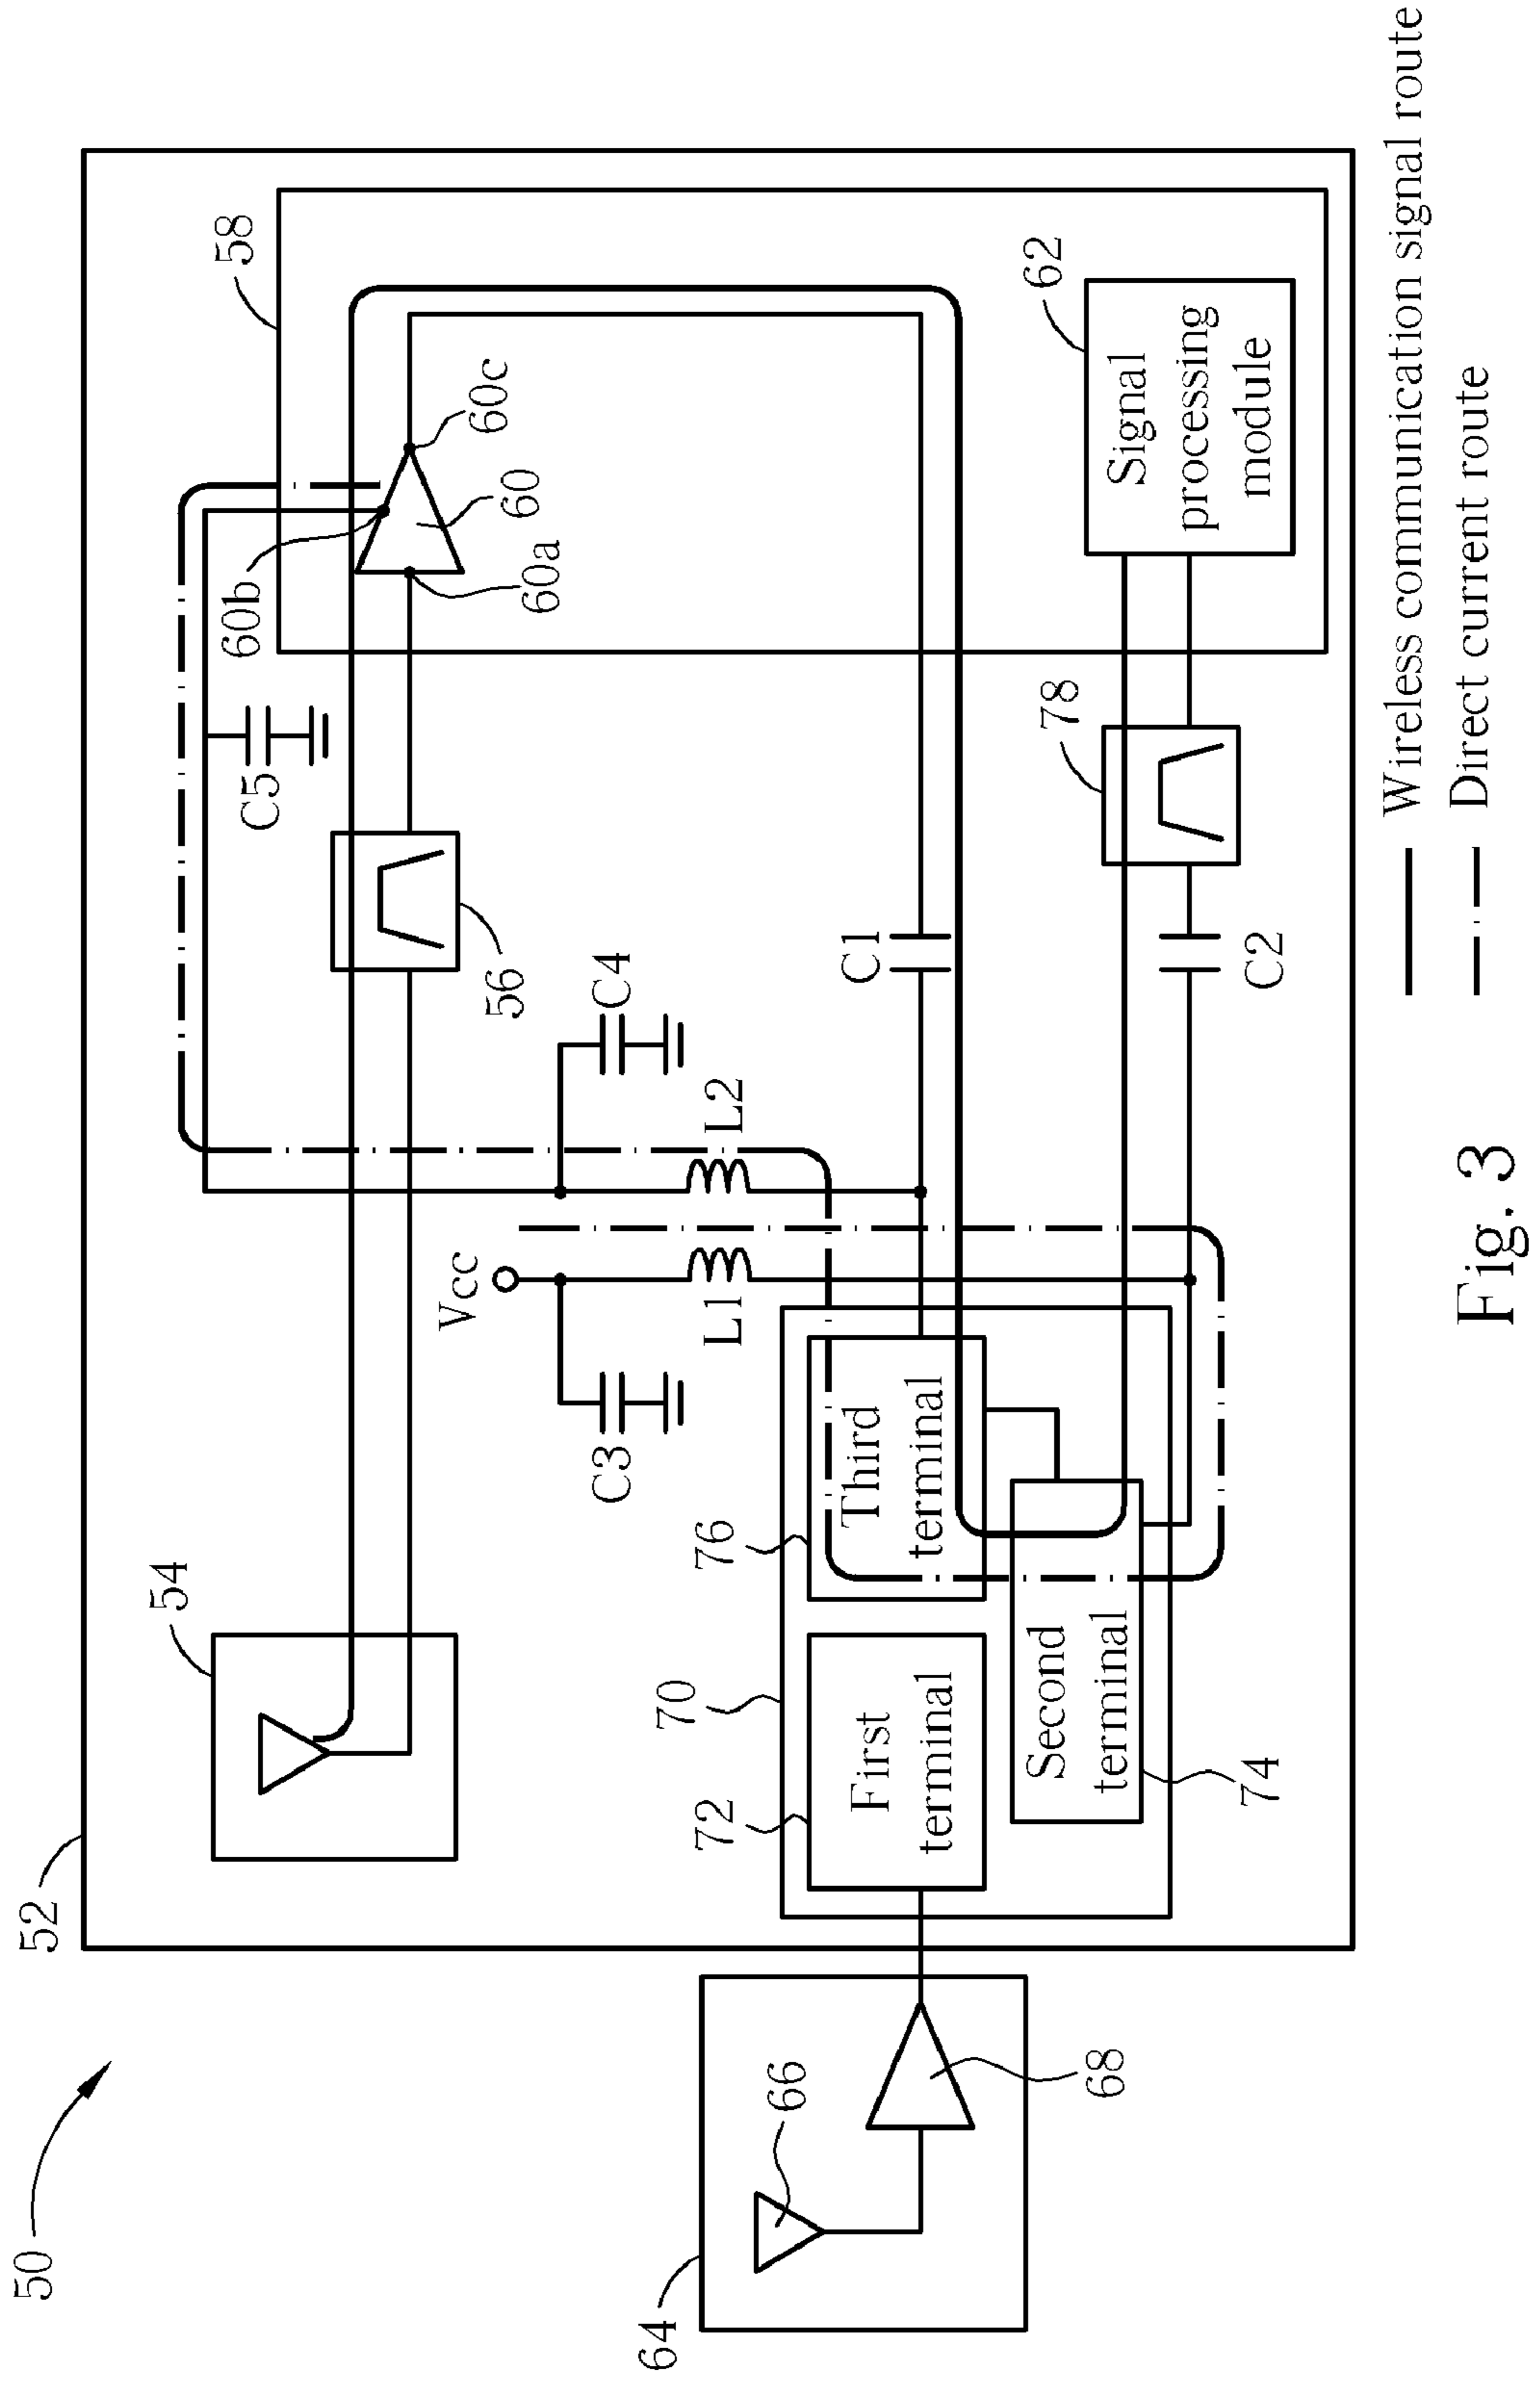 50
52
54
56
58
60
60a
60b
60c
62
Signal
processing
module
C5
C4
L2
Vcc
L1
C3
C1
C2
78
64
66
68
70
72
First
terminal
76
Third
terminal
Second
terminal
74
Wireless communication signal route
Direct current route
Fig. 3